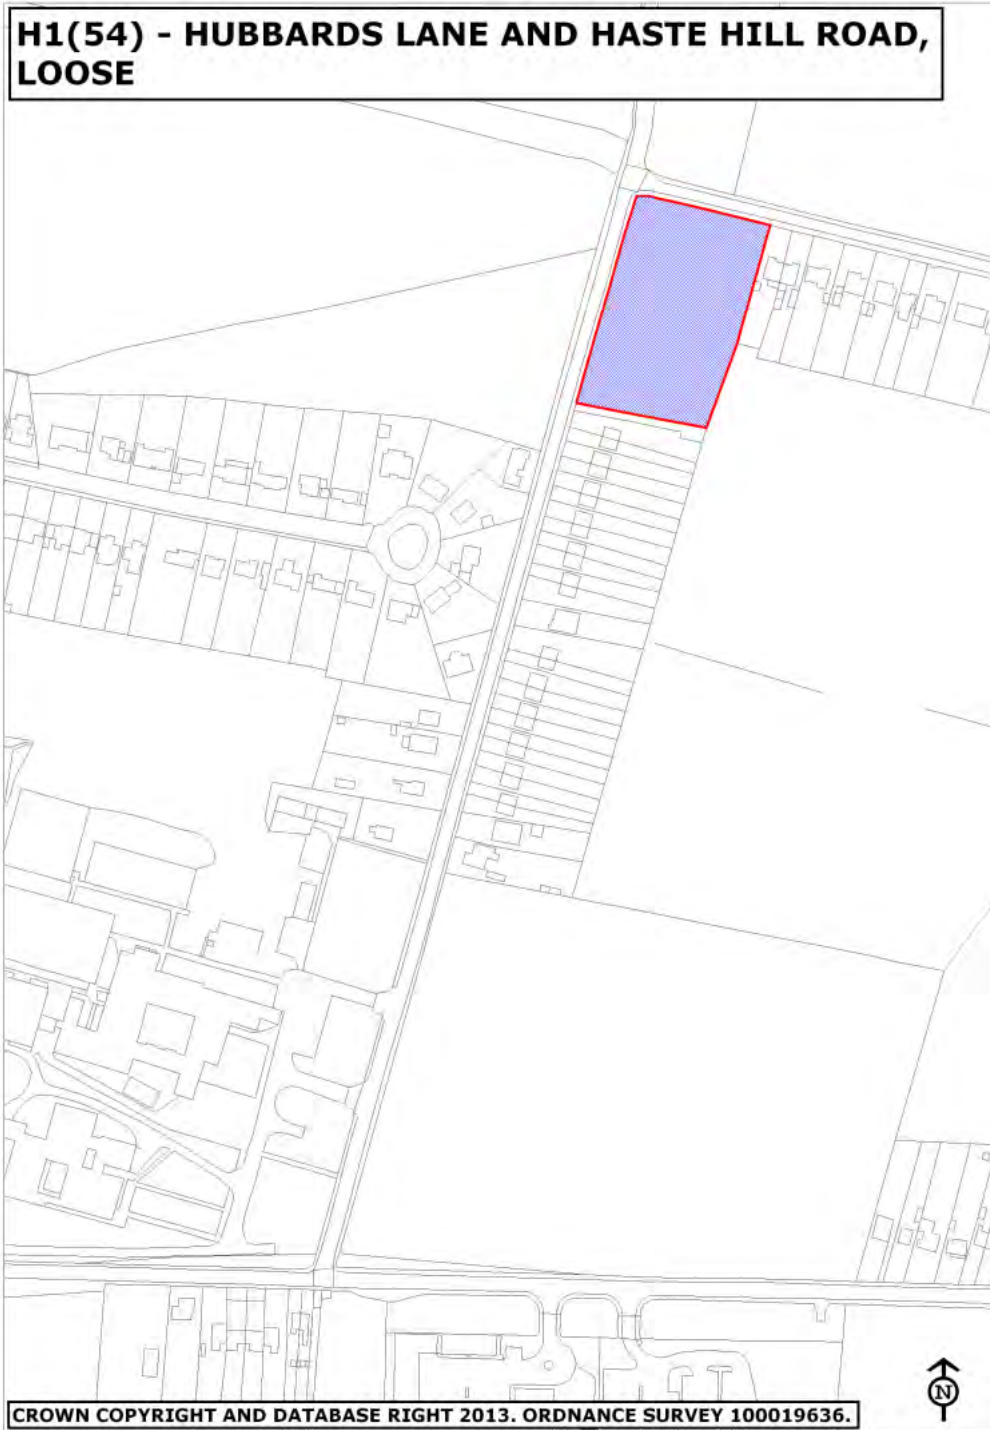 H1(54) - HUBBARDS LANE AND HASTE HILL ROAD,
LOOSE
N
CROWN COPYRIGHT AND DATABASE RIGHT 2013. ORDNANCE SURVEY 100019636.